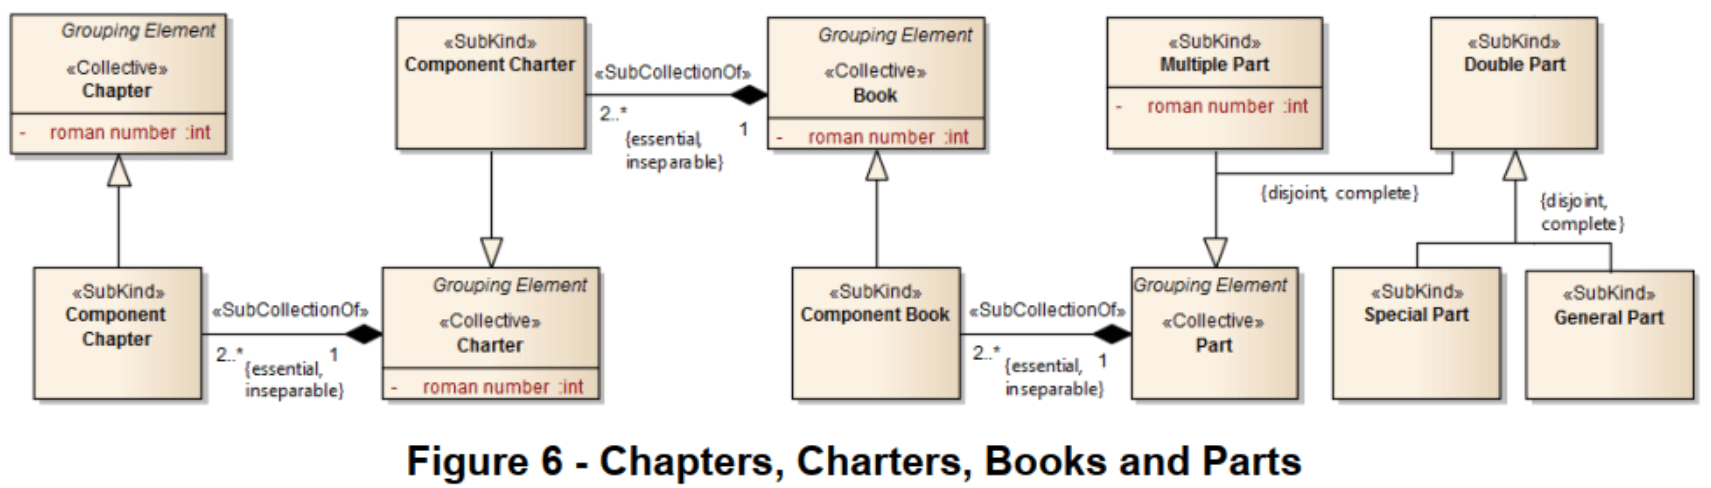 Grouping Element
«Collective»
Chapter
- roman number :int
«SubKind»
Component Charter
«SubCollectionOf»
2..*
1
{essential,
inseparable}
Grouping Element
«Collective»
Book
- roman number :int
«SubKind»
Multiple Part
- roman number :int
«SubKind»
Double Part
{disjoint, complete}
{disjoint,
complete}
«SubKind»
Component
Chapter
«SubCollectionOf»
2..*
1
{essential,
inseparable}
Grouping Element
«Collective»
Charter
- roman number :int
«SubKind»
Component Book
«SubCollectionOf»
2..*
1
{essential,
inseparable}
Grouping Element
«Collective»
Part
«SubKind»
Special Part
«SubKind»
General Part
Figure 6 - Chapters, Charters, Books and Parts